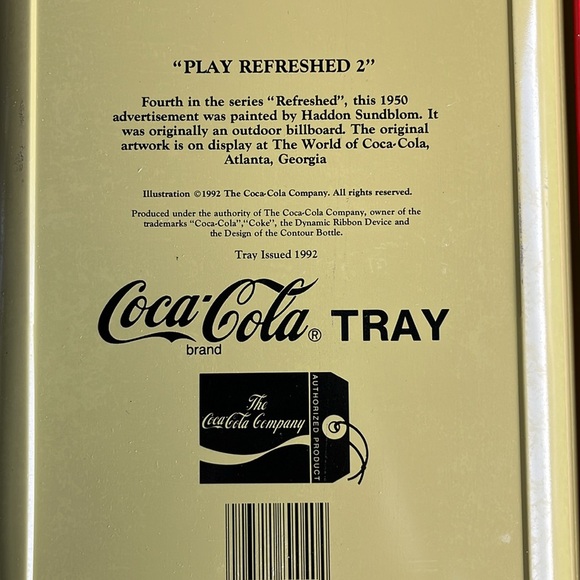 “PLAY REFRESHED 2”
Fourth in the series “Refreshed”, this 1950
advertisement was painted by Haddon Sundblom. It
was originally an outdoor billboard. The original
artwork is on display at The World of Coca-Cola,
Atlanta, Georgia
Illustration ©1992 The Coca-Cola Company. All rights reserved.
Produced under the authority of The Coca-Cola Company, owner of the
trademarks “Coca-Cola”,“Coke”, the Dynamic Ribbon Device and
the Design of the Contour Bottle.
Tray Issued 1992
Coca-Cola® TRAY
brand
The
Coca-Cola Company
AUTHORIZED PRODUCT